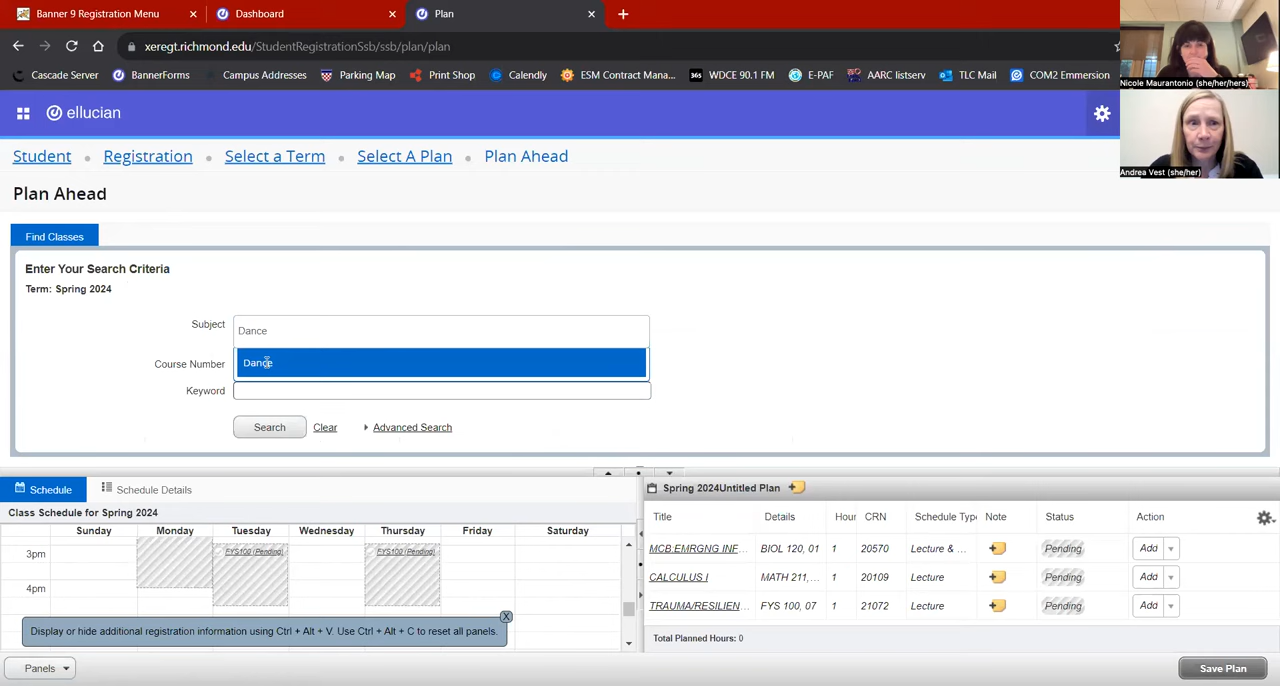 Banner 9 Registration Menu × Dashboard × Plan × +
xeregt.richmond.edu/StudentRegistrationSsb/ssb/plan/plan
Cascade Server BannerForms Campus Addresses Parking Map Print Shop Calendly ESM Contract Mana... WDCE 90.1 FM E-PAF AARC listserv TLC Mail COM2 Emmersion
Nicole Maurantonio (she/her/hers)
Andrea Vest (she/her)
ellucian
Student • Registration • Select a Term • Select A Plan • Plan Ahead
Plan Ahead
Find Classes
Enter Your Search Criteria
Term: Spring 2024
Subject Dance
Course Number Dance
Keyword
Search Clear Advanced Search
Schedule Schedule Details
Class Schedule for Spring 2024
Sunday Monday Tuesday Wednesday Thursday Friday Saturday
3pm FYS100 (Pending) FYS100 (Pending)
4pm
Display or hide additional registration information using Ctrl + Alt + V. Use Ctrl + Alt + C to reset all panels. X
Panels
Spring 2024Untitled Plan
Title Details Hour CRN Schedule Type Note Status Action
MCB:EMRGNG INF... BIOL 120, 01 1 20570 Lecture & ... Pending Add
CALCULUS I MATH 211,... 1 20109 Lecture Pending Add
TRAUMA/RESILIEN... FYS 100, 07 1 21072 Lecture Pending Add
Total Planned Hours: 0
Save Plan